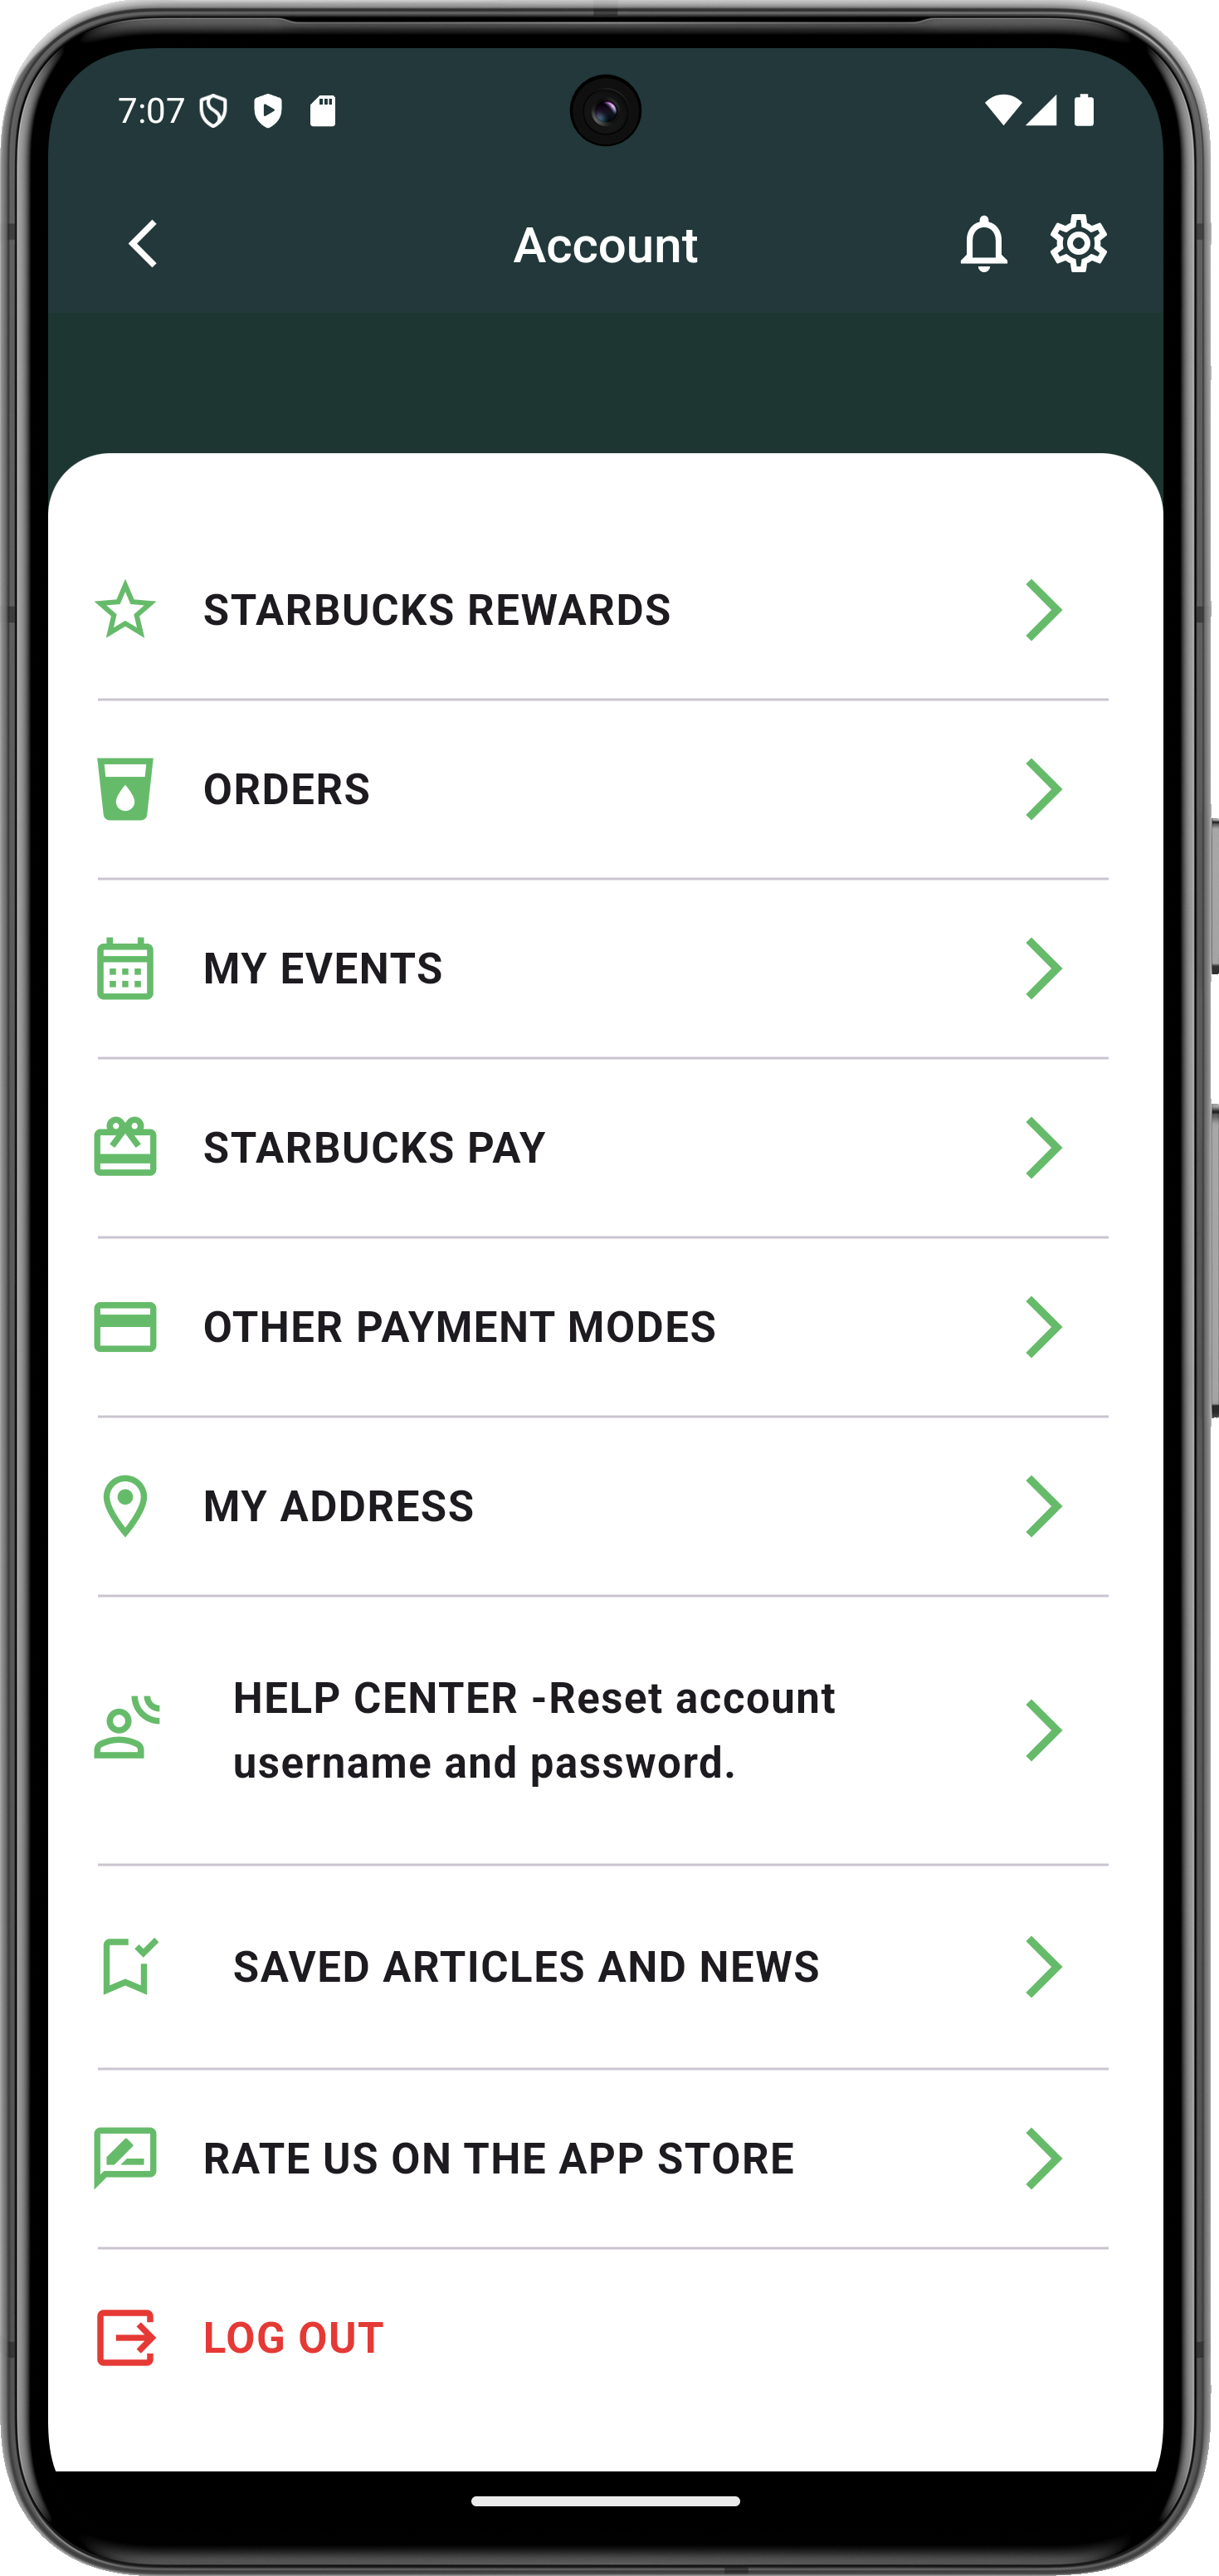 7:07
Account
STARBUCKS REWARDS
ORDERS
MY EVENTS
STARBUCKS PAY
OTHER PAYMENT MODES
MY ADDRESS
HELP CENTER -Reset account
username and password.
SAVED ARTICLES AND NEWS
RATE US ON THE APP STORE
LOG OUT